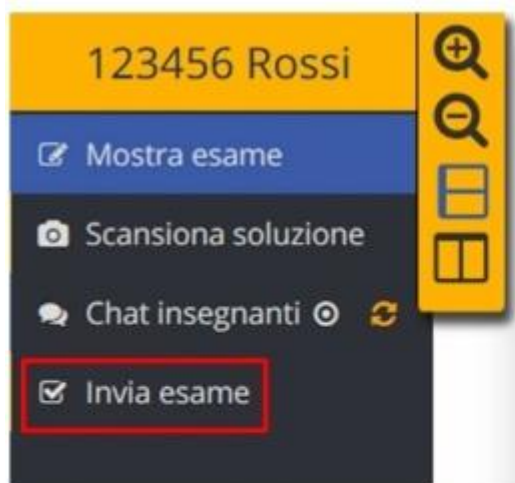 123456 Rossi
Mostra esame
Scansiona soluzione
Chat insegnanti
Invia esame